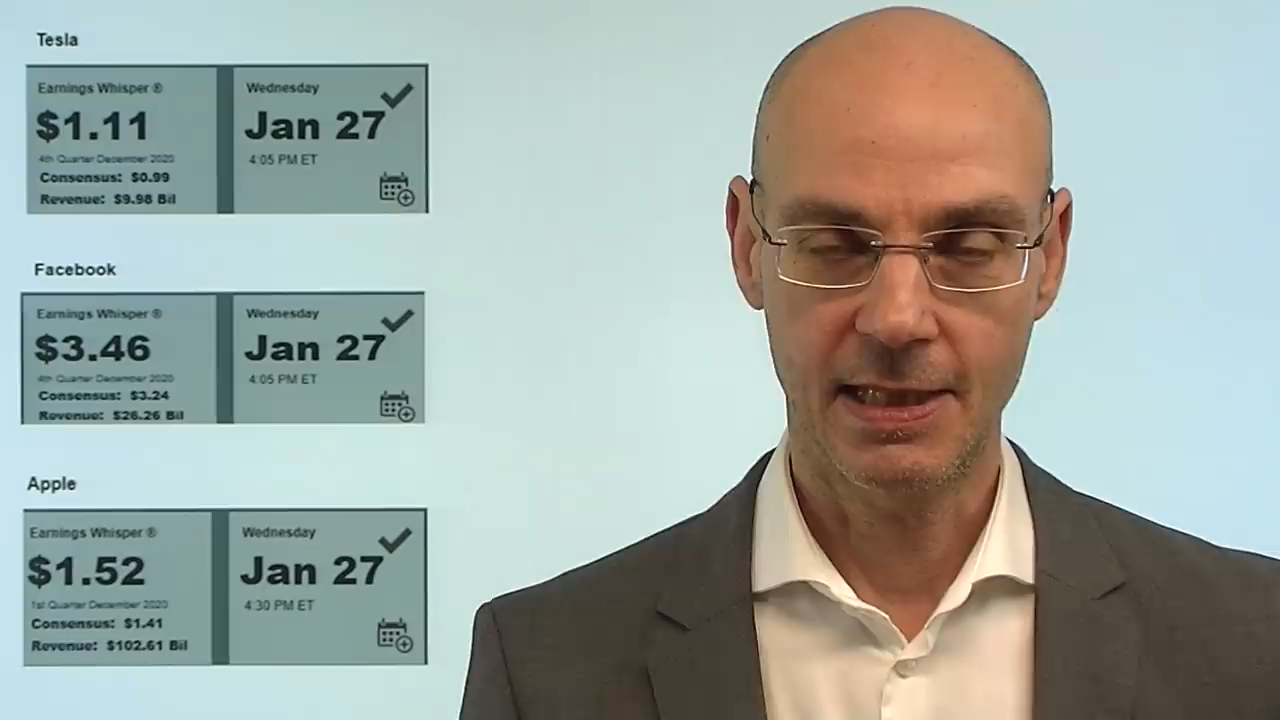 Tesla
Earnings Whisper ®
$1.11
4th Quarter December 2020
Consensus: $0.99
Revenue: $9.98 Bil
Wednesday
Jan 27
4:05 PM ET
Facebook
Earnings Whisper ®
$3.46
4th Quarter December 2020
Consensus: $3.24
Revenue: $26.26 Bil
Wednesday
Jan 27
4:05 PM ET
Apple
Earnings Whisper ®
$1.52
1st Quarter December 2020
Consensus: $1.41
Revenue: $102.61 Bil
Wednesday
Jan 27
4:30 PM ET